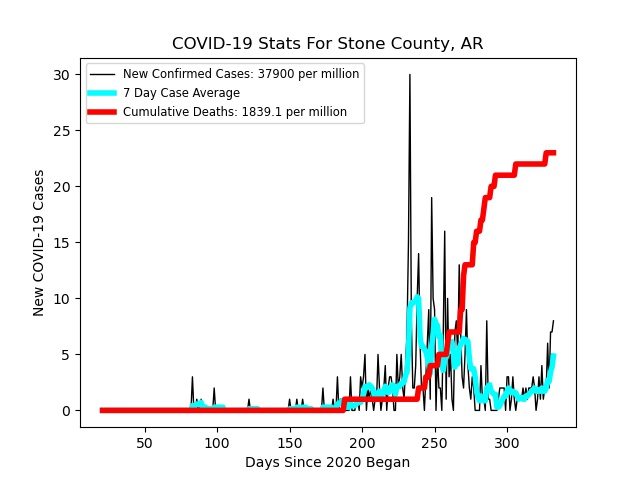 COVID-19 Stats For Stone County, AR
New Confirmed Cases: 37900 per million
7 Day Case Average
Cumulative Deaths: 1839.1 per million
New COVID-19 Cases
30
25
20
15
10
5
0
50
100
150
200
250
300
Days Since 2020 Began